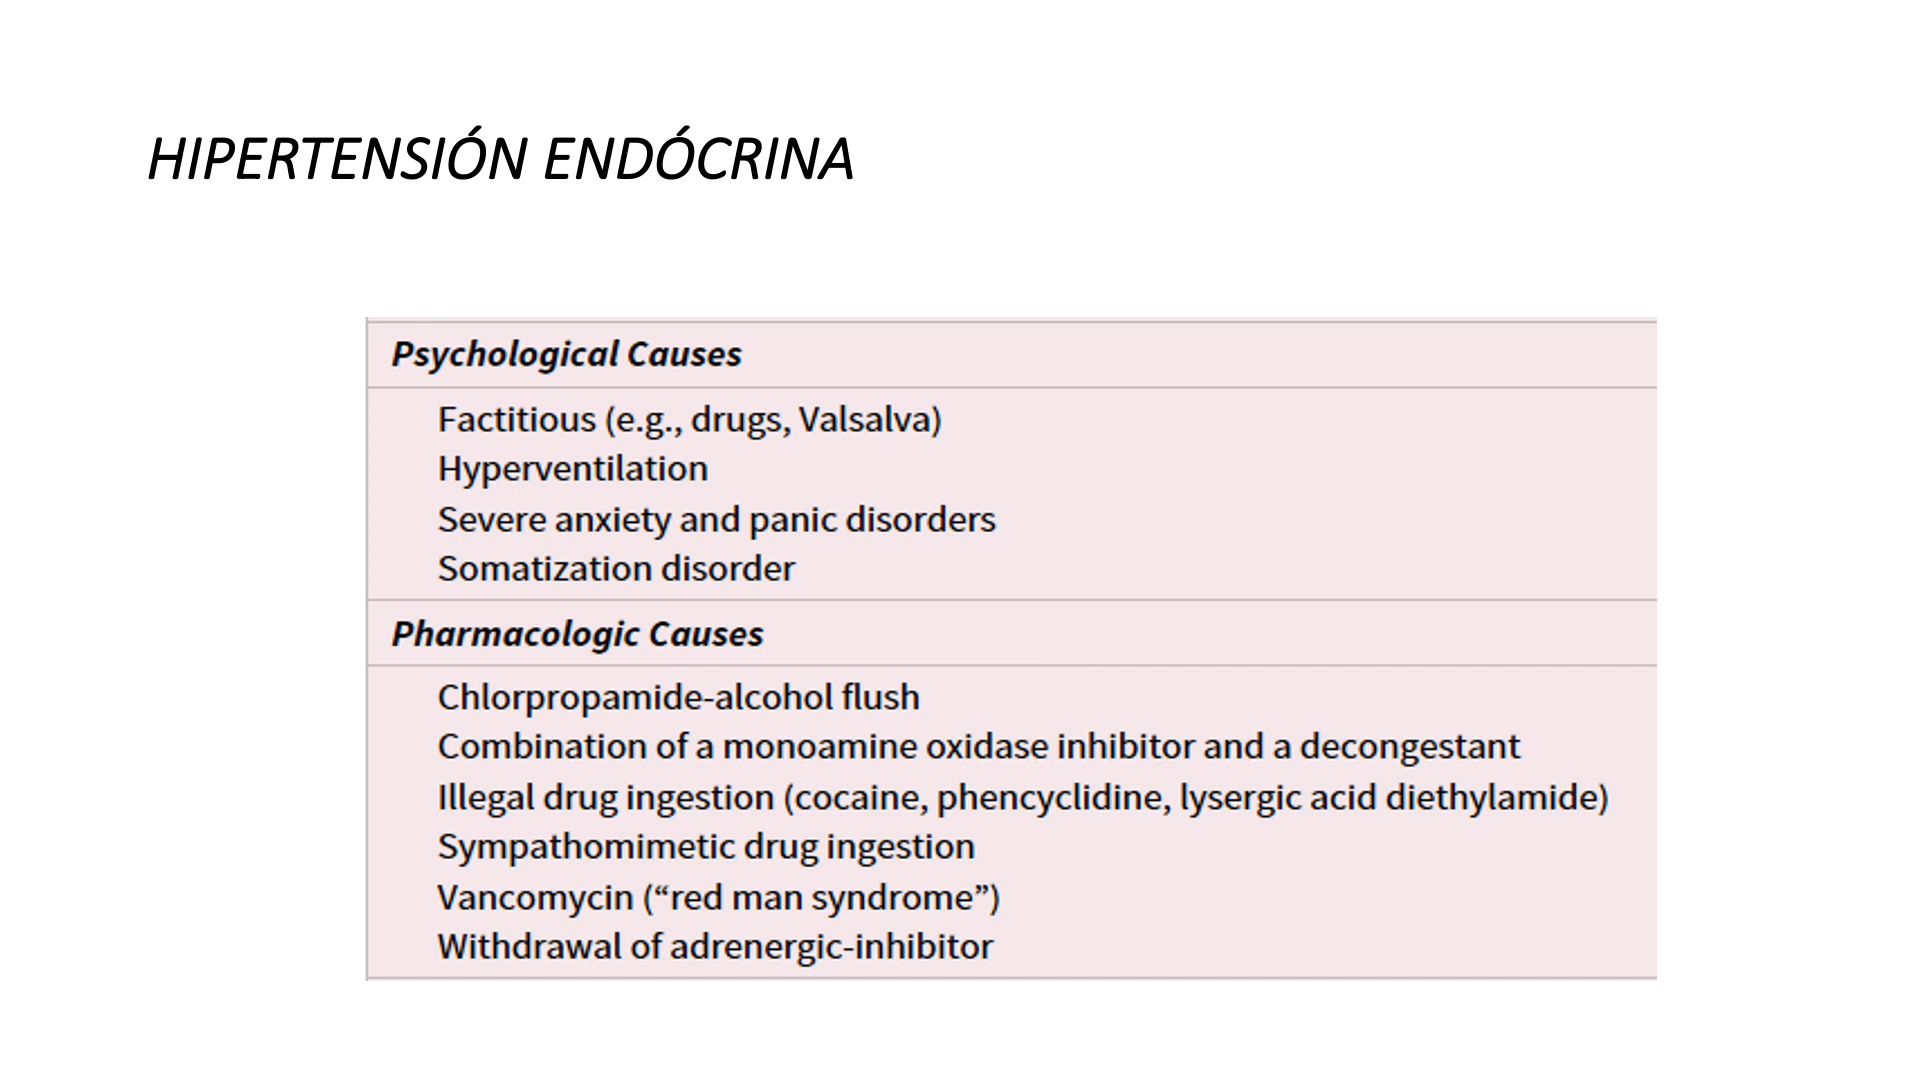 HIPERTENSIÓN ENDÓCRINA
Psychological Causes
Factitious (e.g., drugs, Valsalva)
Hyperventilation
Severe anxiety and panic disorders
Somatization disorder
Pharmacologic Causes
Chlorpropamide-alcohol flush
Combination of a monoamine oxidase inhibitor and a decongestant
Illegal drug ingestion (cocaine, phencyclidine, lysergic acid diethylamide)
Sympathomimetic drug ingestion
Vancomycin (“red man syndrome”)
Withdrawal of adrenergic-inhibitor